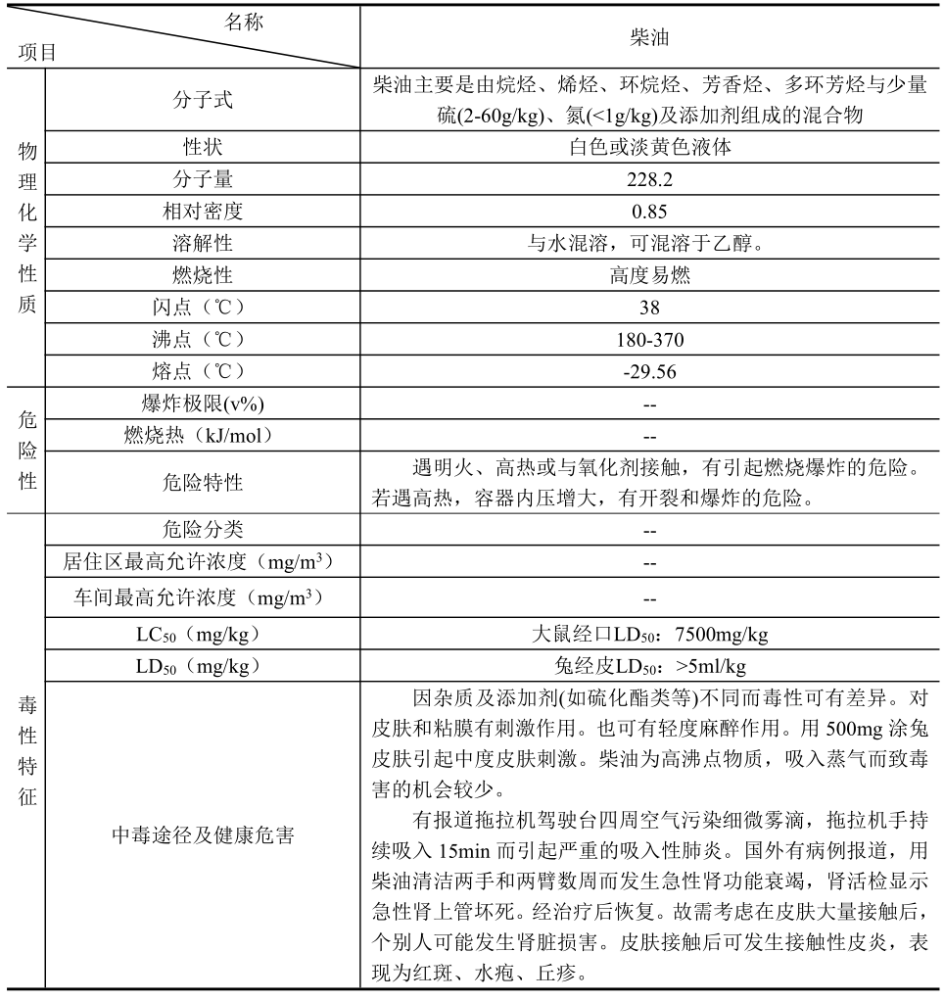 名称
项目
柴油
物理化学性质
分子式
柴油主要是由烷烃、烯烃、环烷烃、芳香烃、多环芳烃与少量
硫(2-60g/kg)、氮(<1g/kg)及添加剂组成的混合物
性状
白色或淡黄色液体
分子量
228.2
相对密度
0.85
溶解性
与水混溶，可混溶于乙醇。
燃烧性
高度易燃
闪点（℃）
38
沸点（℃）
180-370
熔点（℃）
-29.56
危险性
爆炸极限(v%)
--
燃烧热（kJ/mol）
--
危险特性
遇明火、高热或与氧化剂接触，有引起燃烧爆炸的危险。
若遇高热，容器内压增大，有开裂和爆炸的危险。
毒性特征
危险分类
--
居住区最高允许浓度（mg/m³）
--
车间最高允许浓度（mg/m³）
--
LC₅₀（mg/kg）
大鼠经口LD₅₀：7500mg/kg
LD₅₀（mg/kg）
兔经皮LD₅₀：>5ml/kg
中毒途径及健康危害
因杂质及添加剂(如硫化酯类等)不同而毒性可有差异。对
皮肤和粘膜有刺激作用。也可有轻度麻醉作用。用 500mg 涂兔
皮肤引起中度皮肤刺激。柴油为高沸点物质，吸入蒸气而致毒
害的机会较少。
有报道拖拉机驾驶台四周空气污染细微雾滴，拖拉机手持
续吸入 15min 而引起严重的吸入性肺炎。国外有病例报道，用
柴油清洁两手和两臂数周而发生急性肾功能衰竭，肾活检显示
急性肾上管坏死。经治疗后恢复。故需考虑在皮肤大量接触后，
个别人可能发生肾脏损害。皮肤接触后可发生接触性皮炎，表
现为红斑、水疱、丘疹。